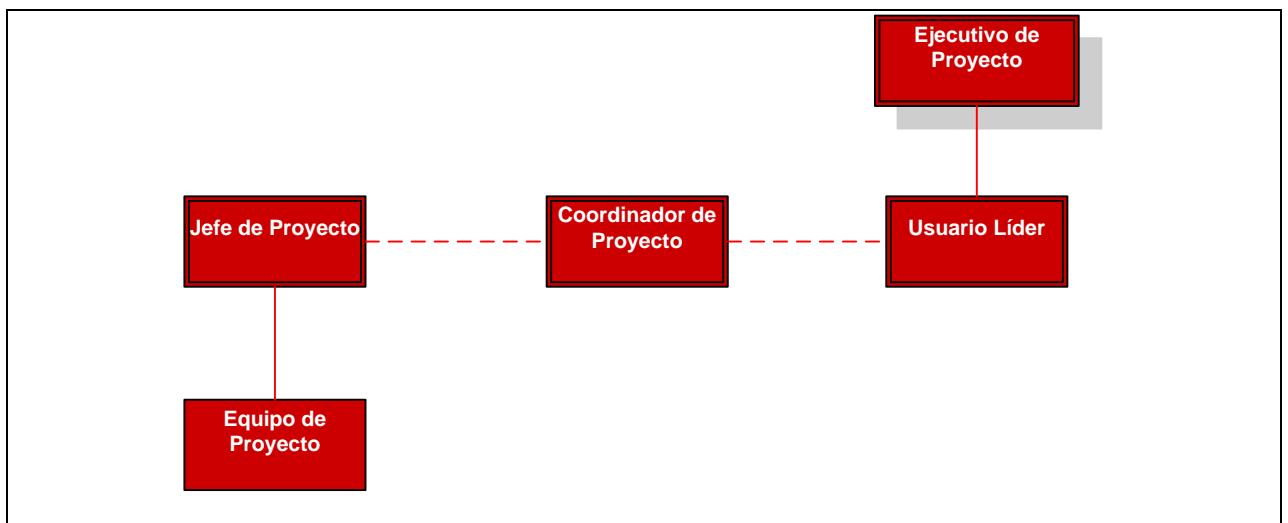 Ejecutivo de
Proyecto
Jefe de Proyecto
Coordinador de
Proyecto
Usuario Líder
Equipo de
Proyecto